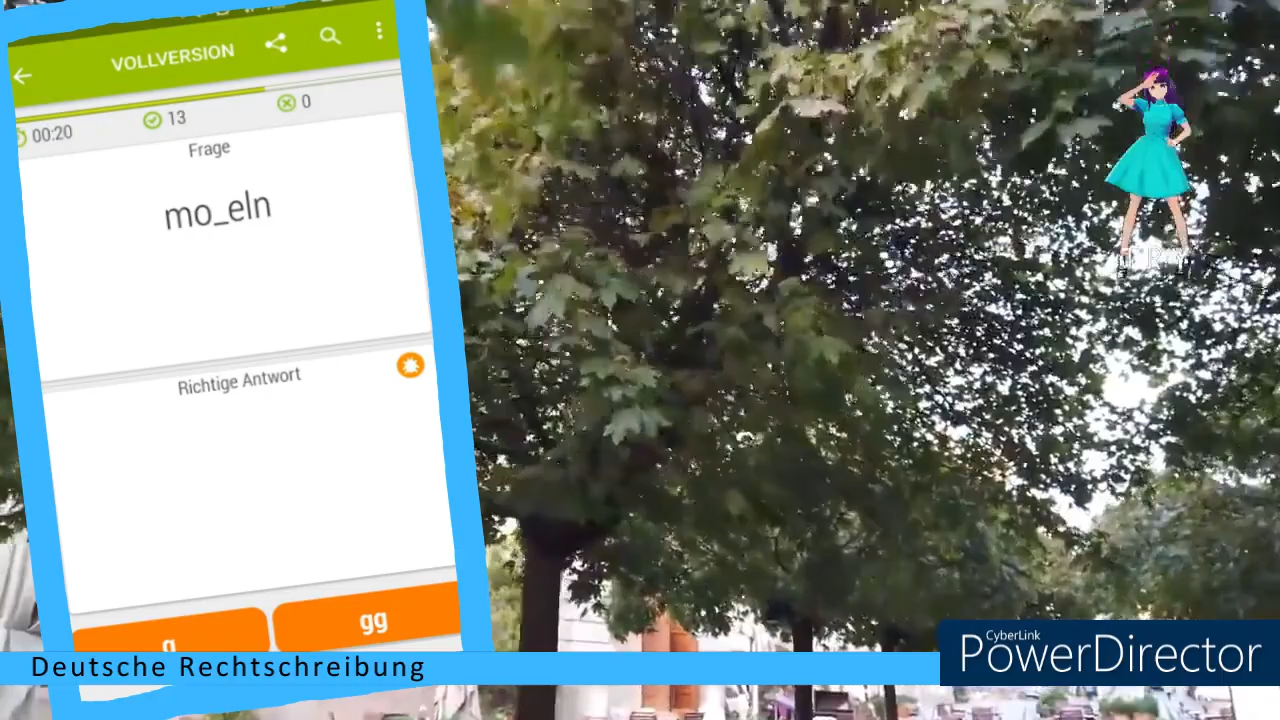 VOLLVERSION
00:20
13
0
Frage
mo_eln
Richtige Antwort
g
gg
Deutsche Rechtschreibung
CyberLink
PowerDirector